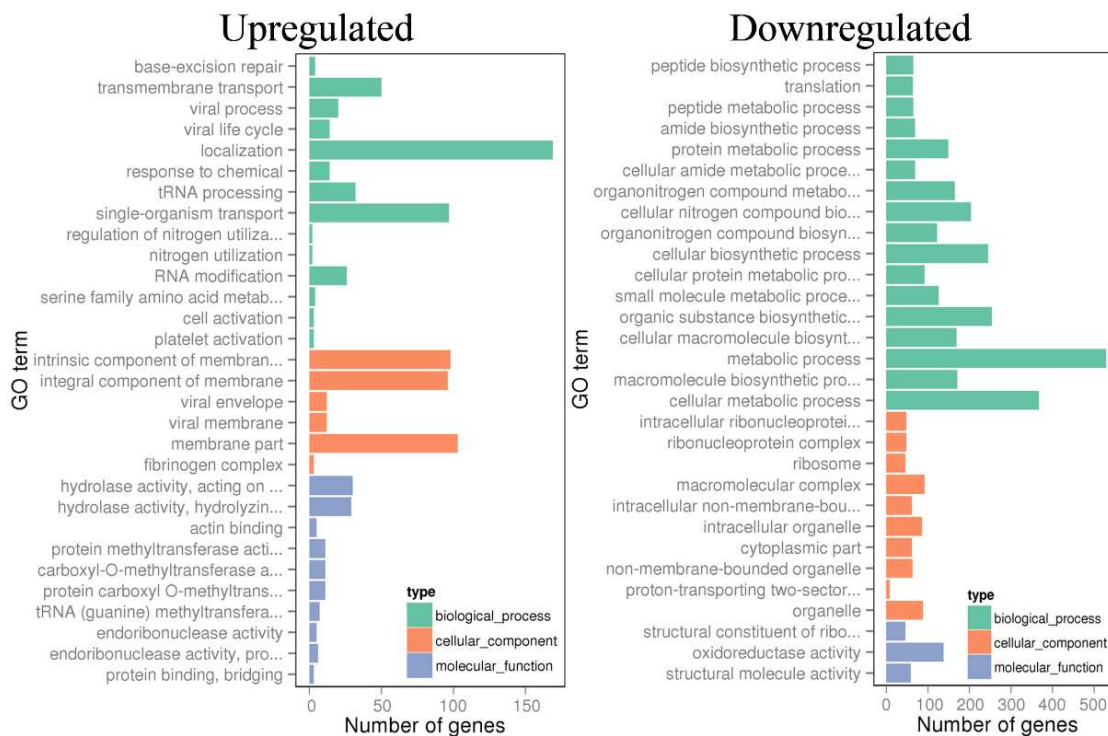 Upregulated
GO term
base-excision repair
transmembrane transport
viral process
viral life cycle
localization
response to chemical
tRNA processing
single-organism transport
regulation of nitrogen utiliza...
nitrogen utilization
RNA modification
serine family amino acid metab...
cell activation
platelet activation
intrinsic component of membran...
integral component of membrane
viral envelope
viral membrane
membrane part
fibrinogen complex
hydrolase activity, acting on ...
hydrolase activity, hydrolyzin...
actin binding
protein methyltransferase acti...
carboxyl-O-methyltransferase a...
protein carboxyl O-methyltrans...
tRNA (guanine) methyltransfera...
endoribonuclease activity
endoribonuclease activity, pro...
protein binding, bridging
type
biological_process
cellular_component
molecular_function
0 50 100 150
Number of genes
Downregulated
GO term
peptide biosynthetic process
translation
peptide metabolic process
amide biosynthetic process
protein metabolic process
cellular amide metabolic proce...
organonitrogen compound metabo...
cellular nitrogen compound bio...
organonitrogen compound biosyn...
cellular biosynthetic process
cellular protein metabolic pro...
small molecule metabolic proce...
organic substance biosynthetic...
cellular macromolecule biosynt...
metabolic process
macromolecule biosynthetic pro...
cellular metabolic process
intracellular ribonucleoprotei...
ribonucleoprotein complex
ribosome
macromolecular complex
intracellular non-membrane-bou...
intracellular organelle
cytoplasmic part
non-membrane-bounded organelle
proton-transporting two-sector...
organelle
structural constituent of ribo...
oxidoreductase activity
structural molecule activity
type
biological_process
cellular_component
molecular_function
0 100 200 300 400 500
Number of genes